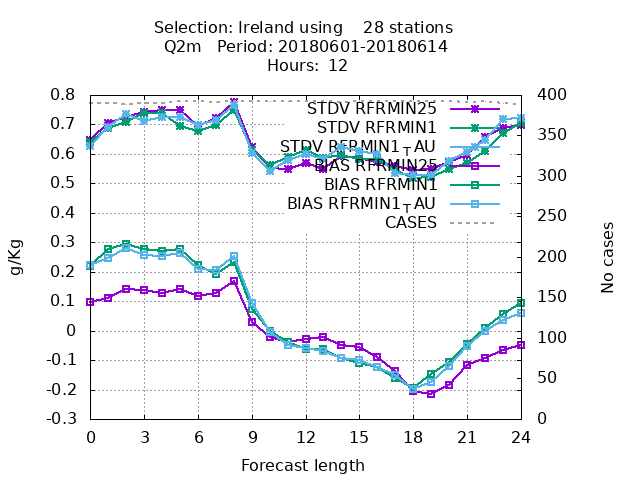 Selection: Ireland using 28 stations
Q2m Period: 20180601-20180614
Hours: 12
0.8
0.7
0.6
0.5
0.4
0.3
0.2
0.1
0
-0.1
-0.2
-0.3
g/Kg
STDV RFRMIN25
STDV RFRMIN1
STDV RFRMIN1┬AU
BIAS RFRMIN25
BIAS RFRMIN1
BIAS RFRMIN1┬AU
CASES
400
350
300
250
200
150
100
50
0
No cases
0 3 6 9 12 15 18 21 24
Forecast length